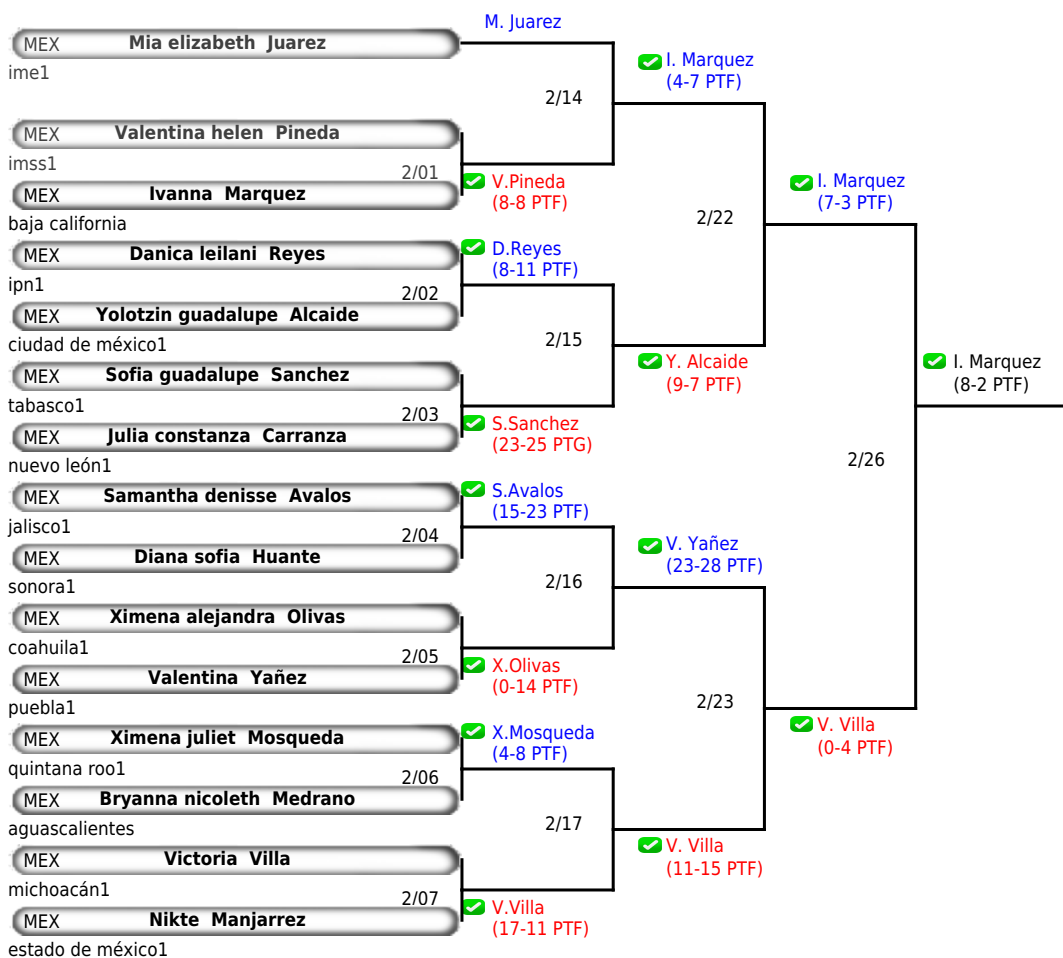 M. Juarez
MEX Mia elizabeth Juarez
ime1
I. Marquez
(4-7 PTF)
2/14
MEX Valentina helen Pineda
imss1
2/01
V.Pineda
(8-8 PTF)
MEX Ivanna Marquez
baja california
I. Marquez
(7-3 PTF)
2/22
MEX Danica leilani Reyes
ipn1
D.Reyes
(8-11 PTF)
2/02
MEX Yolotzin guadalupe Alcaide
ciudad de méxico1
2/15
Y. Alcaide
(9-7 PTF)
I. Marquez
(8-2 PTF)
MEX Sofia guadalupe Sanchez
tabasco1
2/03
S.Sanchez
(23-25 PTG)
MEX Julia constanza Carranza
nuevo león1
2/26
MEX Samantha denisse Avalos
jalisco1
S.Avalos
(15-23 PTF)
2/04
MEX Diana sofia Huante
sonora1
V. Yañez
(23-28 PTF)
2/16
MEX Ximena alejandra Olivas
coahuila1
2/05
X.Olivas
(0-14 PTF)
MEX Valentina Yañez
puebla1
2/23
V. Villa
(0-4 PTF)
MEX Ximena juliet Mosqueda
quintana roo1
X.Mosqueda
(4-8 PTF)
2/06
MEX Bryanna nicoleth Medrano
aguascalientes
2/17
V. Villa
(11-15 PTF)
MEX Victoria Villa
michoacán1
2/07
V.Villa
(17-11 PTF)
MEX Nikte Manjarrez
estado de méxico1